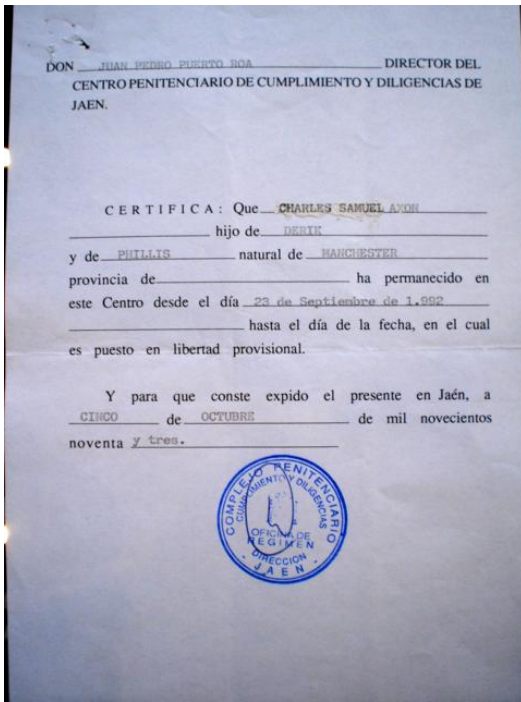 DON JUAN PEDRO PUERTO ROA DIRECTOR DEL
CENTRO PENITENCIARIO DE CUMPLIMIENTO Y DILIGENCIAS DE
JAEN.
CERTIFICA: Que CHARLES SAMUEL AXON
hijo de DERIK
y de PHILLIS natural de MANCHESTER
provincia de ha permanecido en
este Centro desde el día 23 de Septiembre de 1.992
hasta el día de la fecha, en el cual
es puesto en libertad provisional.
Y para que conste expido el presente en Jaén, a
CINCO de OCTUBRE de mil novecientos
noventa y tres.
COMPLEJO PENITENCIARIO
CUMPLIMIENTO Y DILIGENCIAS
OFICINA DE
REGIMEN
DIRECCION
- JAEN -